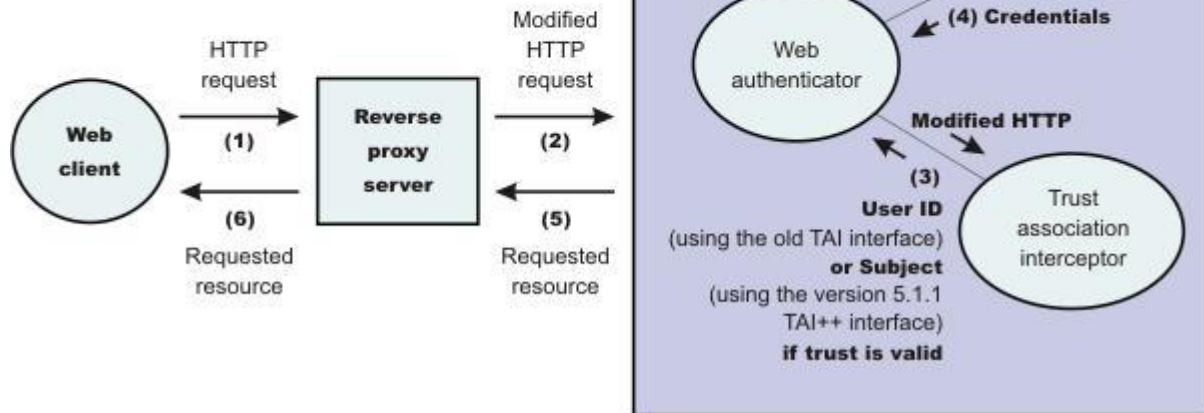 HTTP
request
Modified
HTTP
request
Web
client
(1)
Reverse
proxy
server
(2)
(6)
(5)
Requested
resource
Requested
resource
(4) Credentials
Web
authenticator
Modified HTTP
(3)
User ID
(using the old TAI interface)
or Subject
(using the version 5.1.1
TAI++ interface)
if trust is valid
Trust
association
interceptor